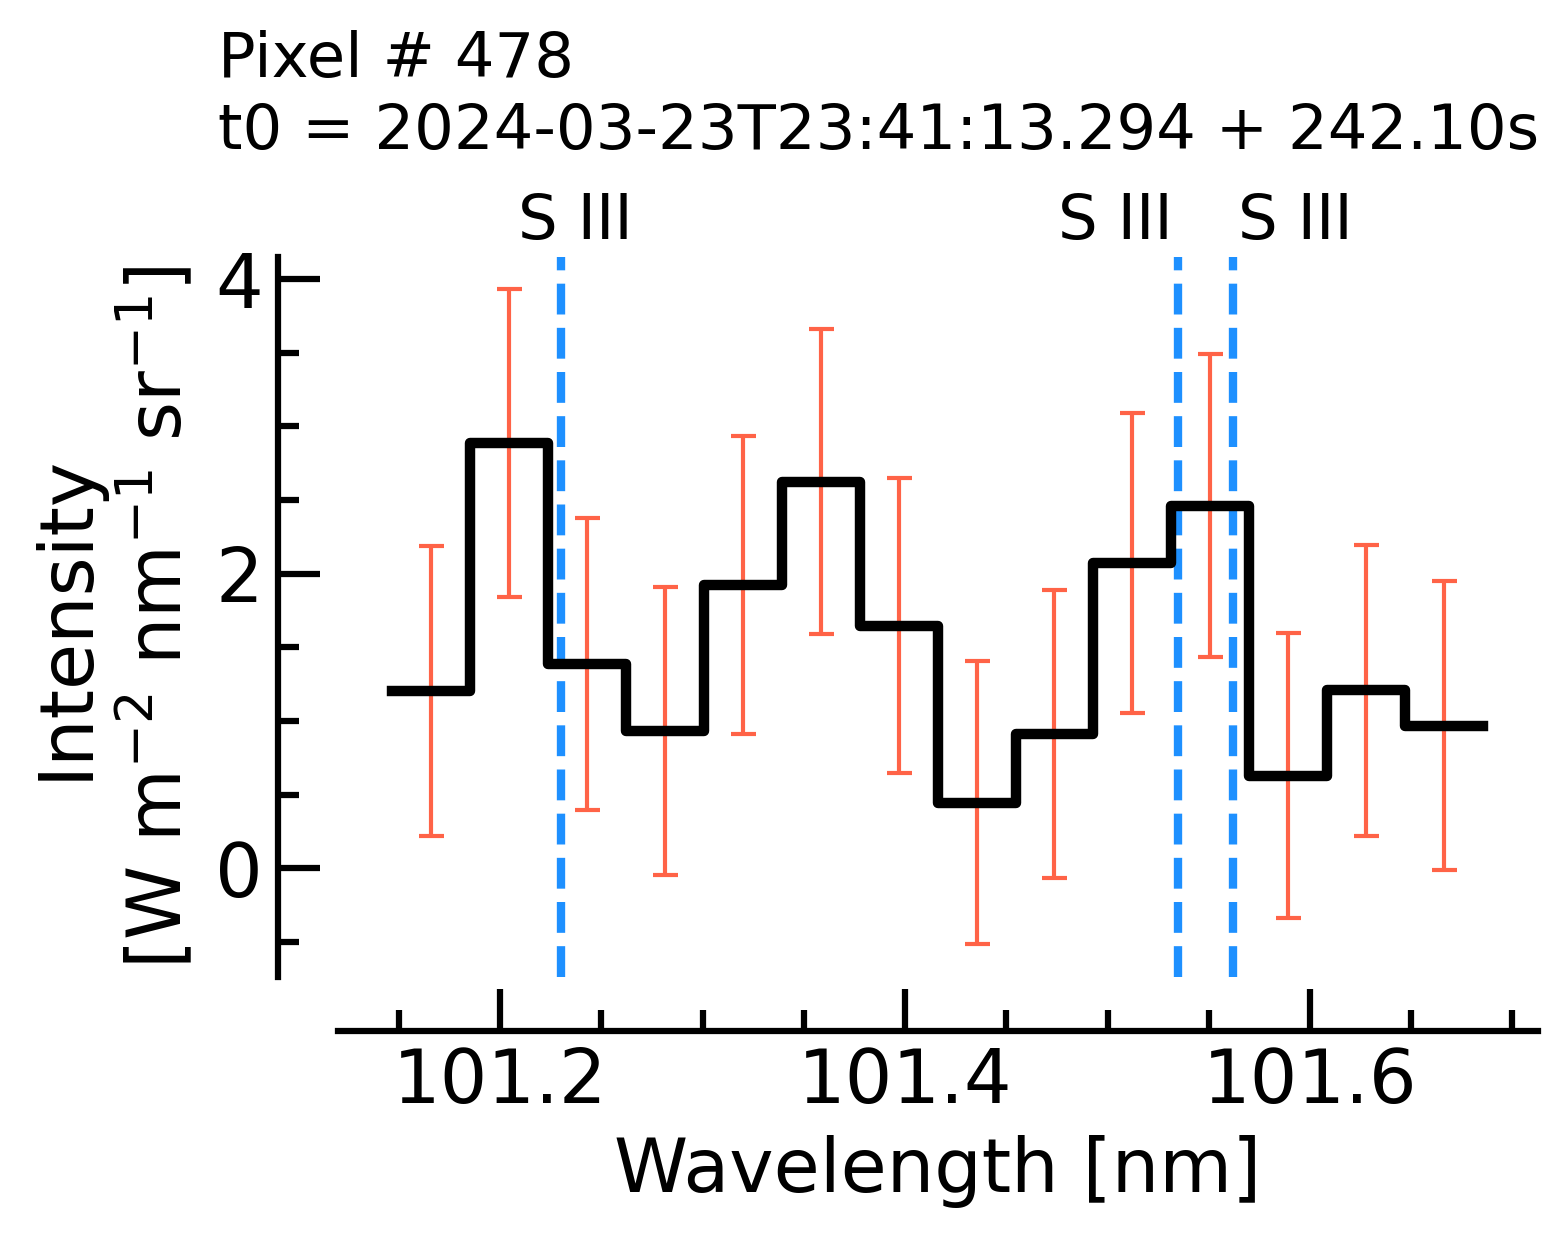 Pixel # 478
t0 = 2024-03-23T23:41:13.294 + 242.10s
S III S III S III
Intensity
[W m⁻² nm⁻¹ sr⁻¹]
4
2
0
101.2 101.4 101.6
Wavelength [nm]